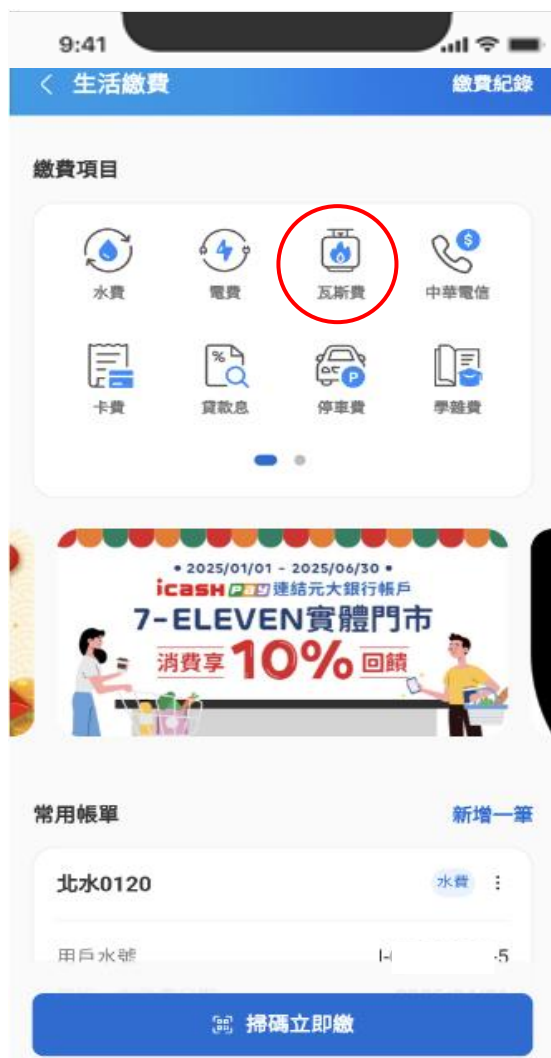 9:41
生活繳費 繳費紀錄
繳費項目
水費 電費 瓦斯費 中華電信
卡費 貸款息 停車費 學雜費
• 2025/01/01 - 2025/06/30 •
icash Pay 連結元大銀行帳戶
7-ELEVEN實體門市
消費享10%回饋
常用帳單 新增一筆
北水0120 水費
用戶水號 -5
掃碼立即繳